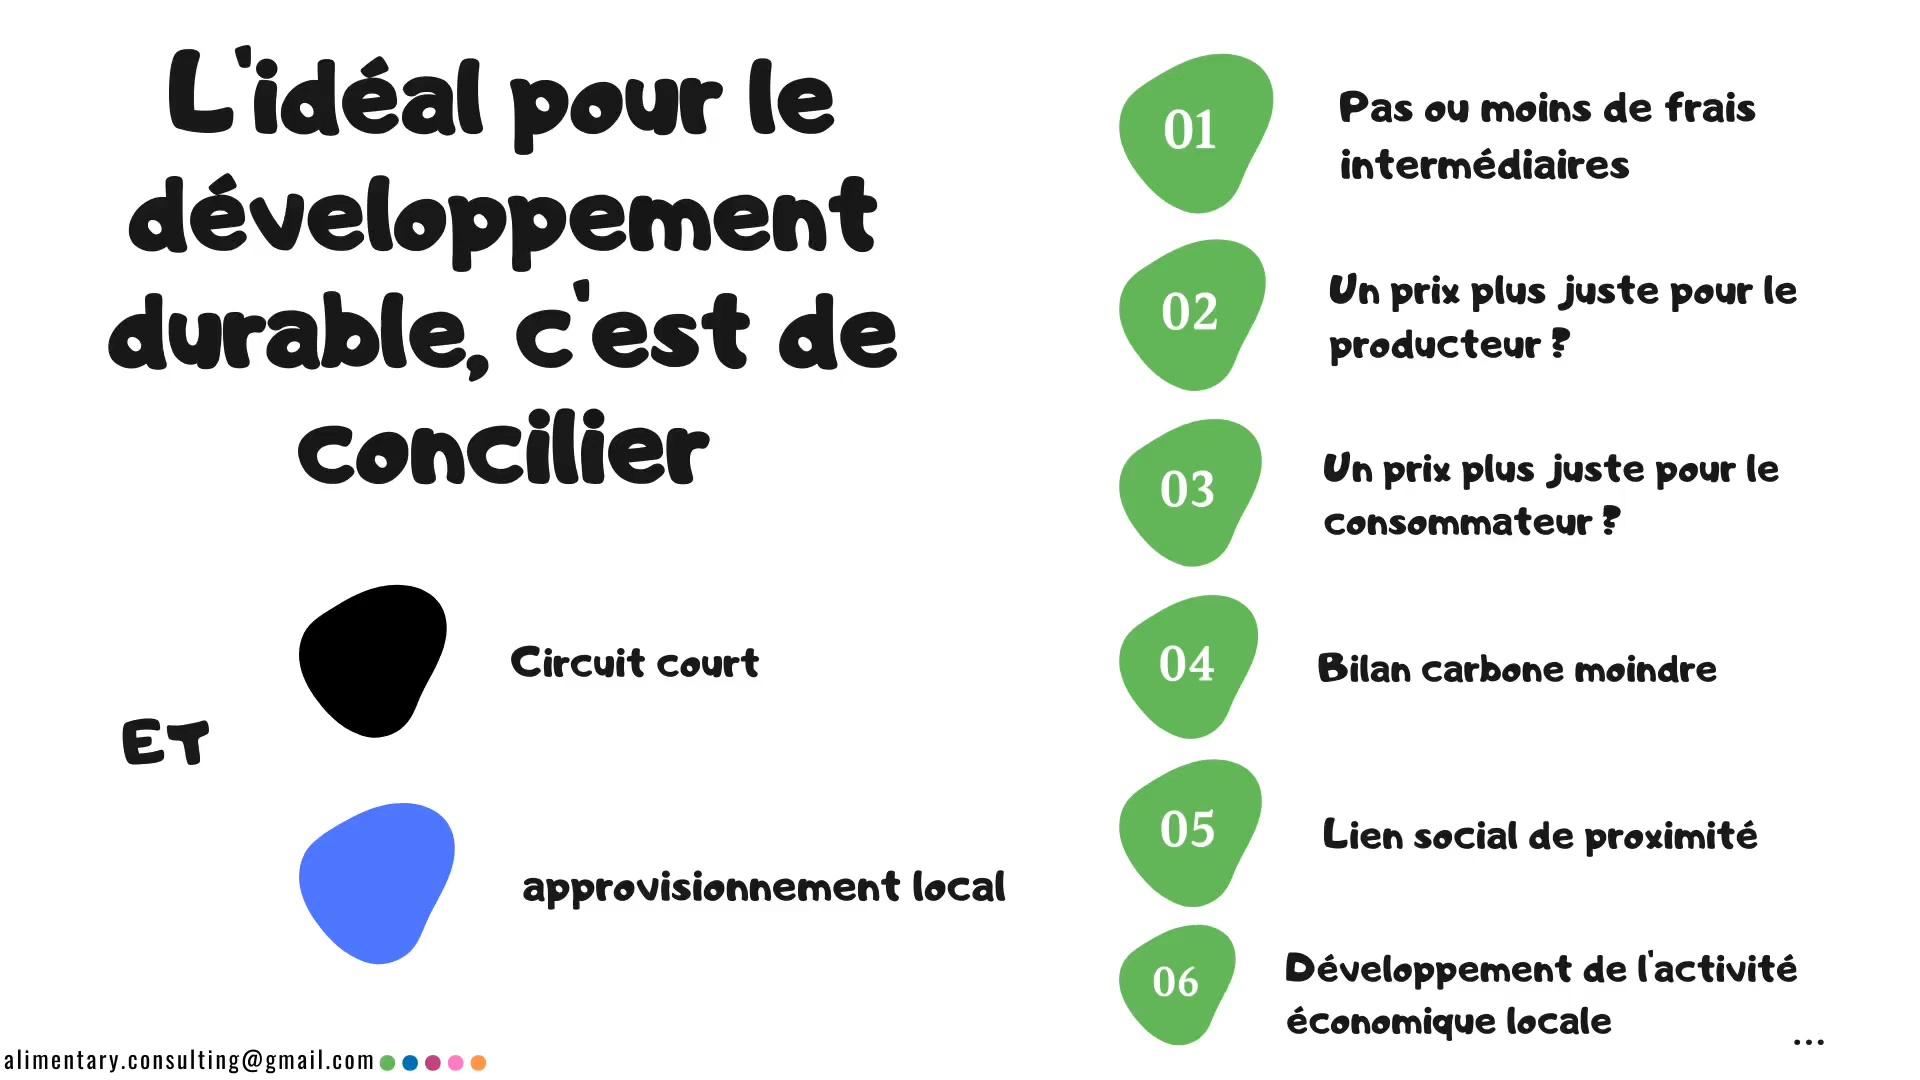 L'idéal pour le
développement
durable, c'est de
concilier
Circuit court
ET
approvisionnement local
01
Pas ou moins de frais
intermédiaires
02
Un prix plus juste pour le
producteur ?
03
Un prix plus juste pour le
consommateur ?
04
Bilan carbone moindre
05
Lien social de proximité
06
Développement de l'activité
économique locale
...
alimentary.consulting@gmail.com